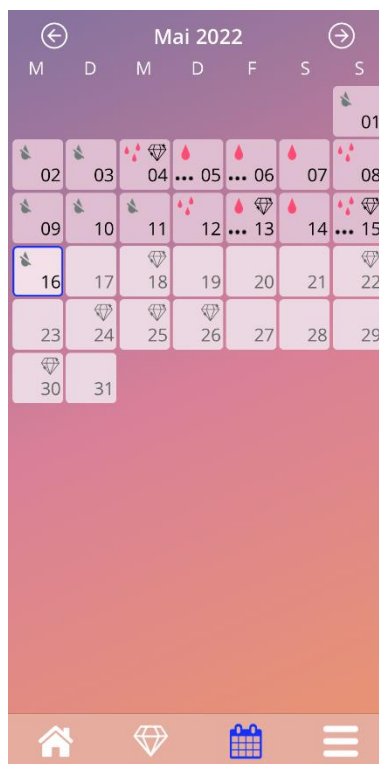 Mai 2022
M D M D F S S
01
02 03 04 ... 05 ... 06 07 08
09 10 11 12 ... 13 14 ... 15
16 17 18 19 20 21 22
23 24 25 26 27 28 29
30 31